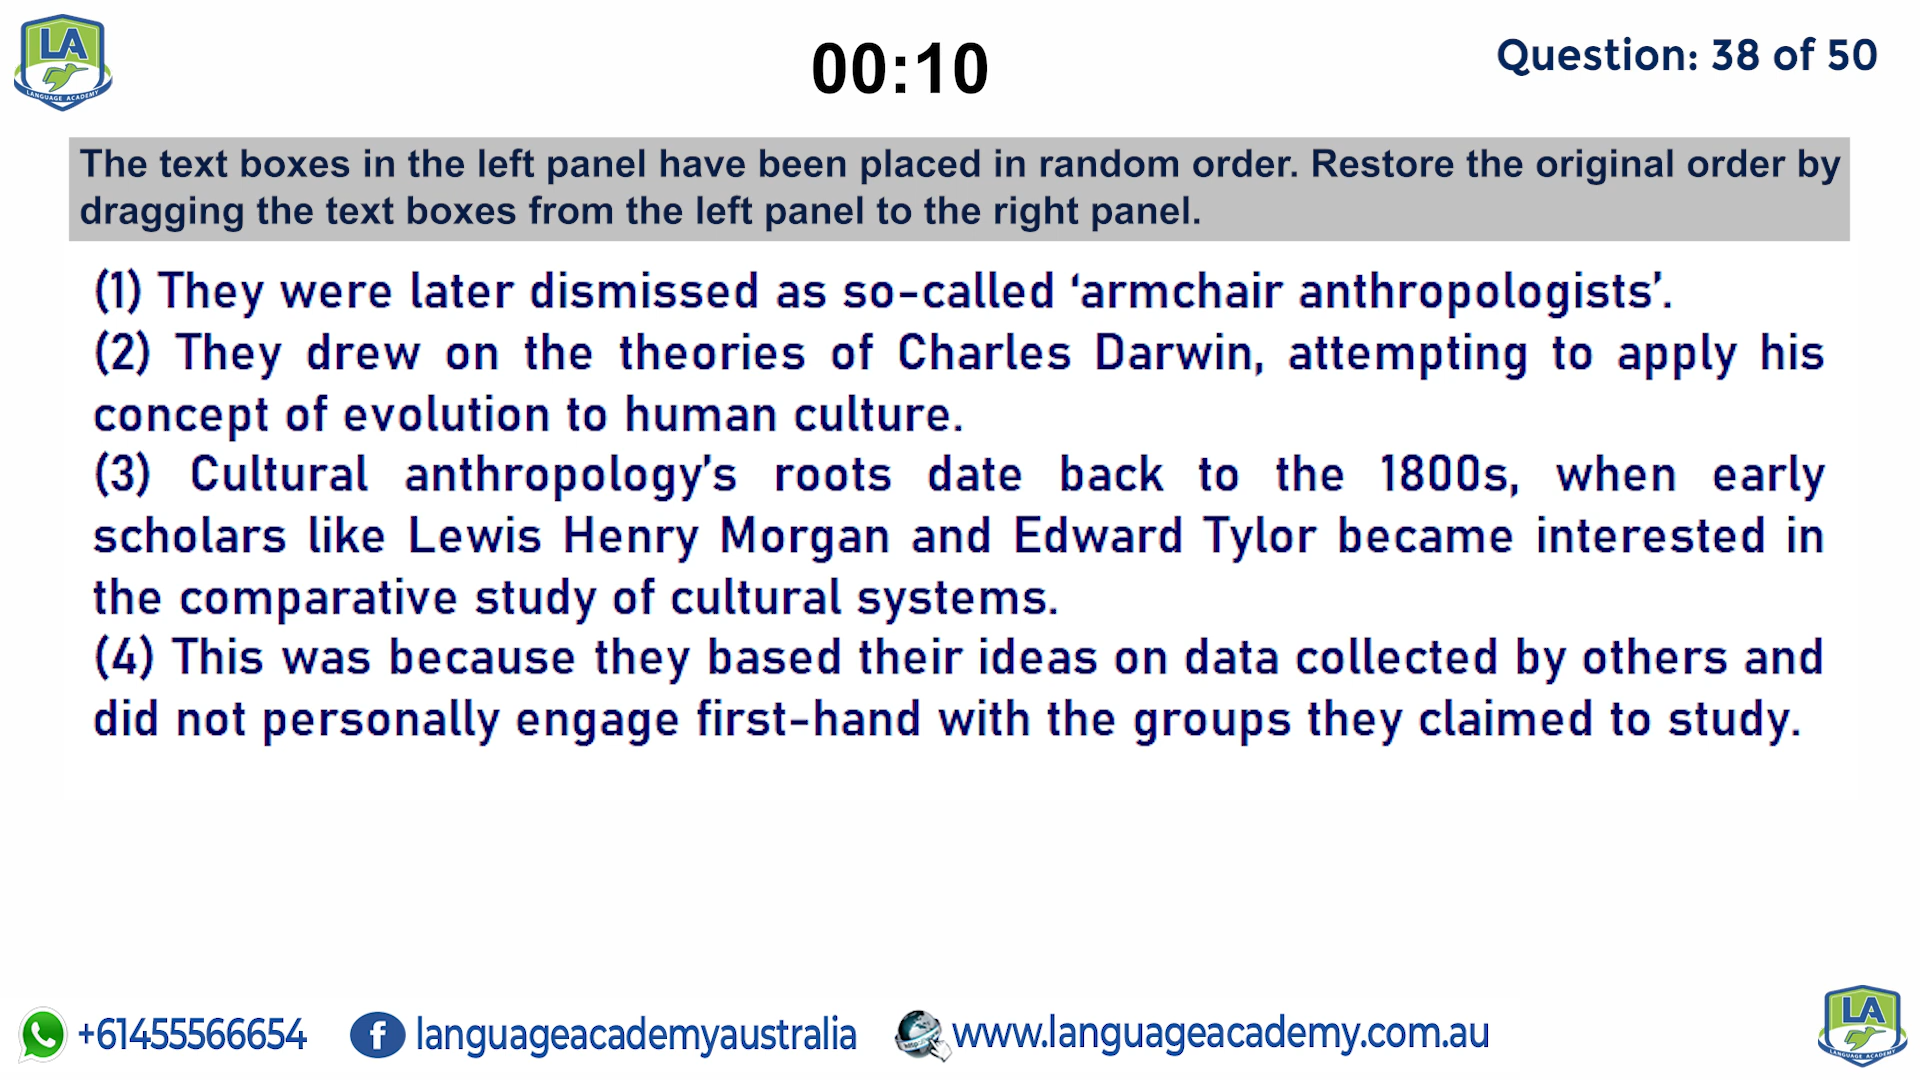 LA
LANGUAGE ACADEMY
00:10
Question: 38 of 50
The text boxes in the left panel have been placed in random order. Restore the original order by
dragging the text boxes from the left panel to the right panel.
(1) They were later dismissed as so-called ‘armchair anthropologists’.
(2) They drew on the theories of Charles Darwin, attempting to apply his
concept of evolution to human culture.
(3) Cultural anthropology’s roots date back to the 1800s, when early
scholars like Lewis Henry Morgan and Edward Tylor became interested in
the comparative study of cultural systems.
(4) This was because they based their ideas on data collected by others and
did not personally engage first-hand with the groups they claimed to study.
+61455566654
f languageacademyaustralia
www.languageacademy.com.au
LA
LANGUAGE ACADEMY